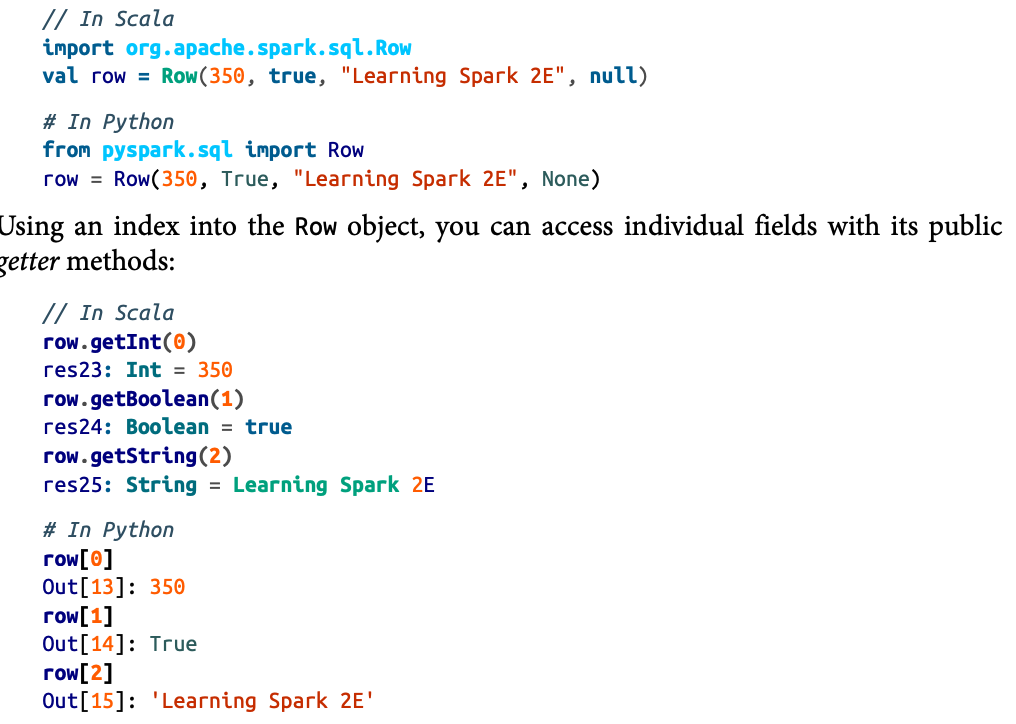 // In Scala
import org.apache.spark.sql.Row
val row = Row(350, true, "Learning Spark 2E", null)
# In Python
from pyspark.sql import Row
row = Row(350, True, "Learning Spark 2E", None)
Using an index into the Row object, you can access individual fields with its public
getter methods:
// In Scala
row.getInt(0)
res23: Int = 350
row.getBoolean(1)
res24: Boolean = true
row.getString(2)
res25: String = Learning Spark 2E
# In Python
row[0]
Out[13]: 350
row[1]
Out[14]: True
row[2]
Out[15]: 'Learning Spark 2E'